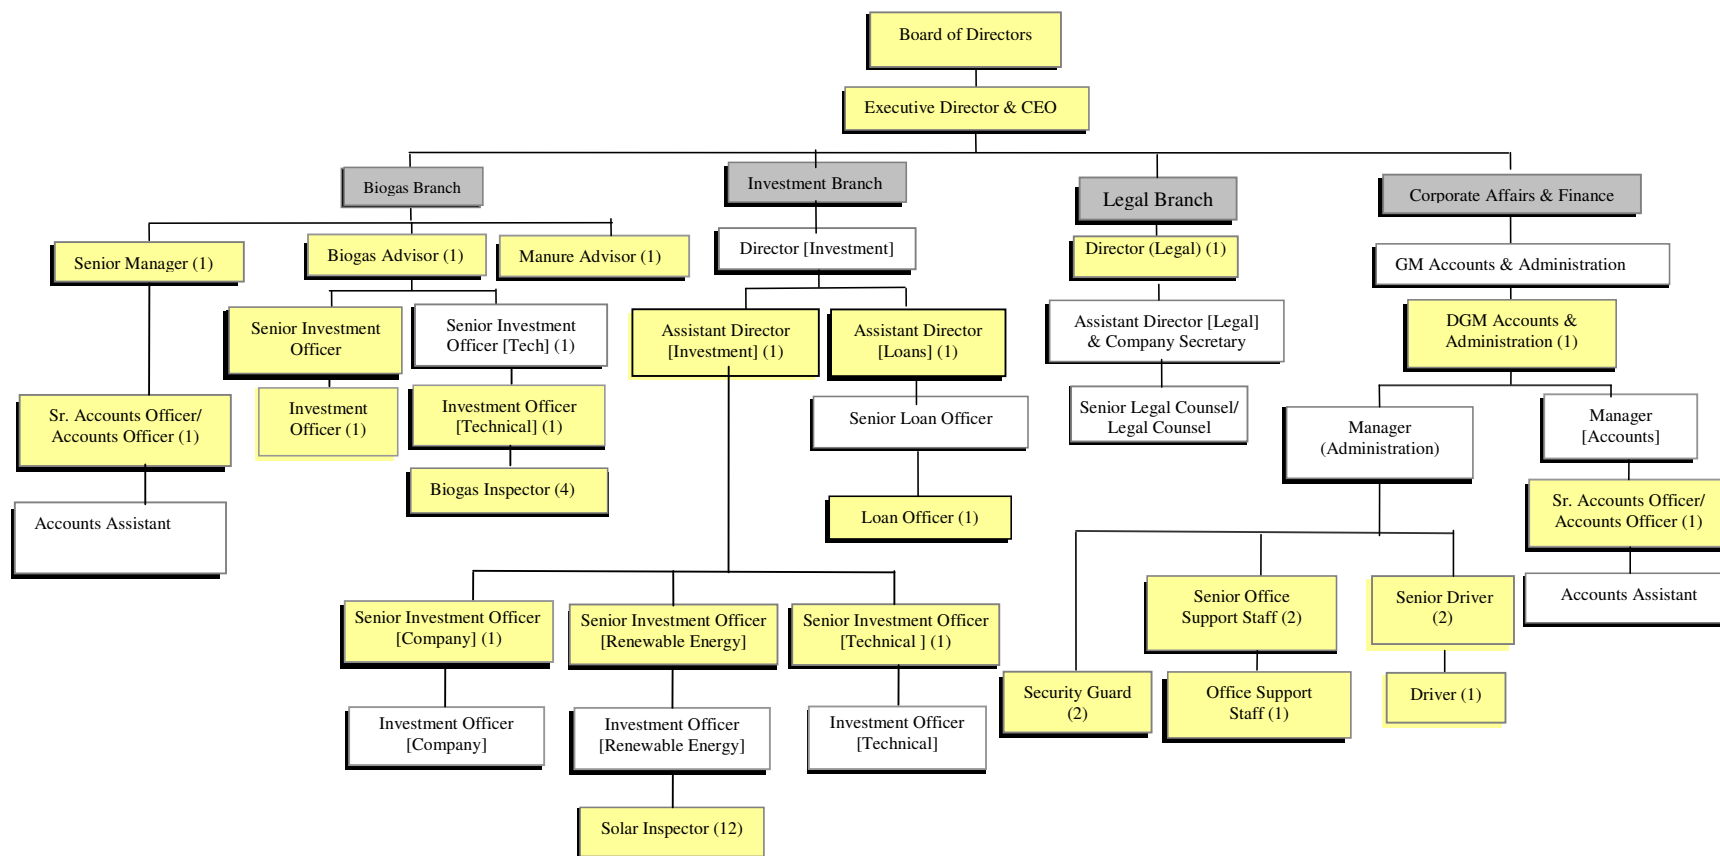 Board of Directors
Executive Director & CEO
Biogas Branch
Investment Branch
Legal Branch
Corporate Affairs & Finance
Senior Manager (1)
Biogas Advisor (1)
Manure Advisor (1)
Director [Investment]
Director (Legal) (1)
GM Accounts & Administration
Senior Investment
Officer
Senior Investment
Officer [Tech] (1)
Assistant Director
[Investment] (1)
Assistant Director
[Loans] (1)
Assistant Director [Legal]
& Company Secretary
DGM Accounts &
Administration (1)
Sr. Accounts Officer/
Accounts Officer (1)
Investment
Officer (1)
Investment Officer
[Technical] (1)
Senior Loan Officer
Senior Legal Counsel/
Legal Counsel
Manager
(Administration)
Manager
[Accounts]
Biogas Inspector (4)
Accounts Assistant
Loan Officer (1)
Sr. Accounts Officer/
Accounts Officer (1)
Senior Investment Officer
[Company] (1)
Senior Investment Officer
[Renewable Energy]
Senior Investment Officer
[Technical ] (1)
Senior Office
Support Staff (2)
Senior Driver
(2)
Accounts Assistant
Security Guard
(2)
Office Support
Staff (1)
Driver (1)
Investment Officer
[Company]
Investment Officer
[Renewable Energy]
Investment Officer
[Technical]
Solar Inspector (12)